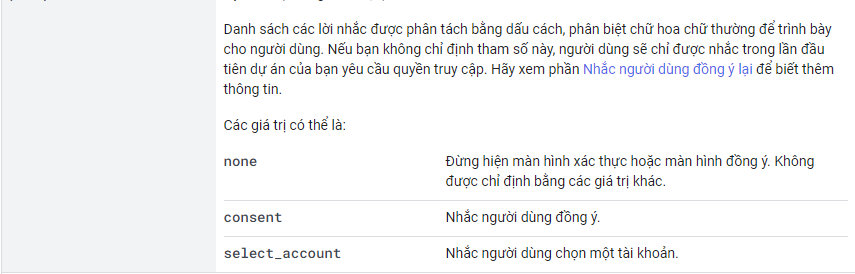 Danh sách các lời nhắc được phân tách bằng dấu cách, phân biệt chữ hoa chữ thường để trình bày
cho người dùng. Nếu bạn không chỉ định tham số này, người dùng sẽ chỉ được nhắc trong lần đầu
tiên dự án của bạn yêu cầu quyền truy cập. Hãy xem phần Nhắc người dùng đồng ý lại để biết thêm
thông tin.
Các giá trị có thể là:
none Đừng hiện màn hình xác thực hoặc màn hình đồng ý. Không
được chỉ định bằng các giá trị khác.
consent Nhắc người dùng đồng ý.
select_account Nhắc người dùng chọn một tài khoản.